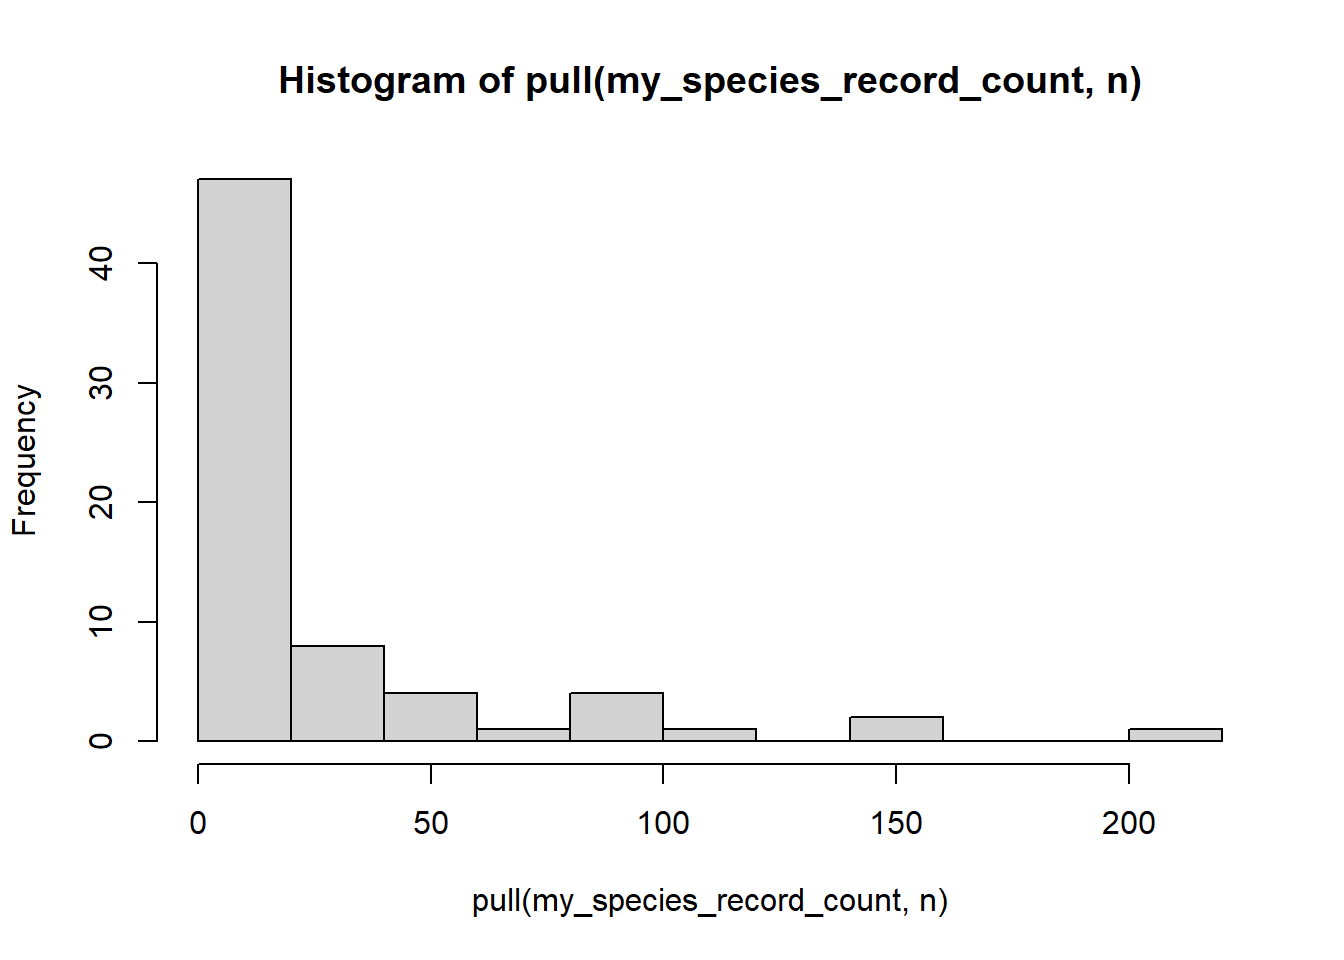 Histogram of pull(my_species_record_count, n)
Frequency
40
30
20
10
0
0 50 100 150 200
pull(my_species_record_count, n)